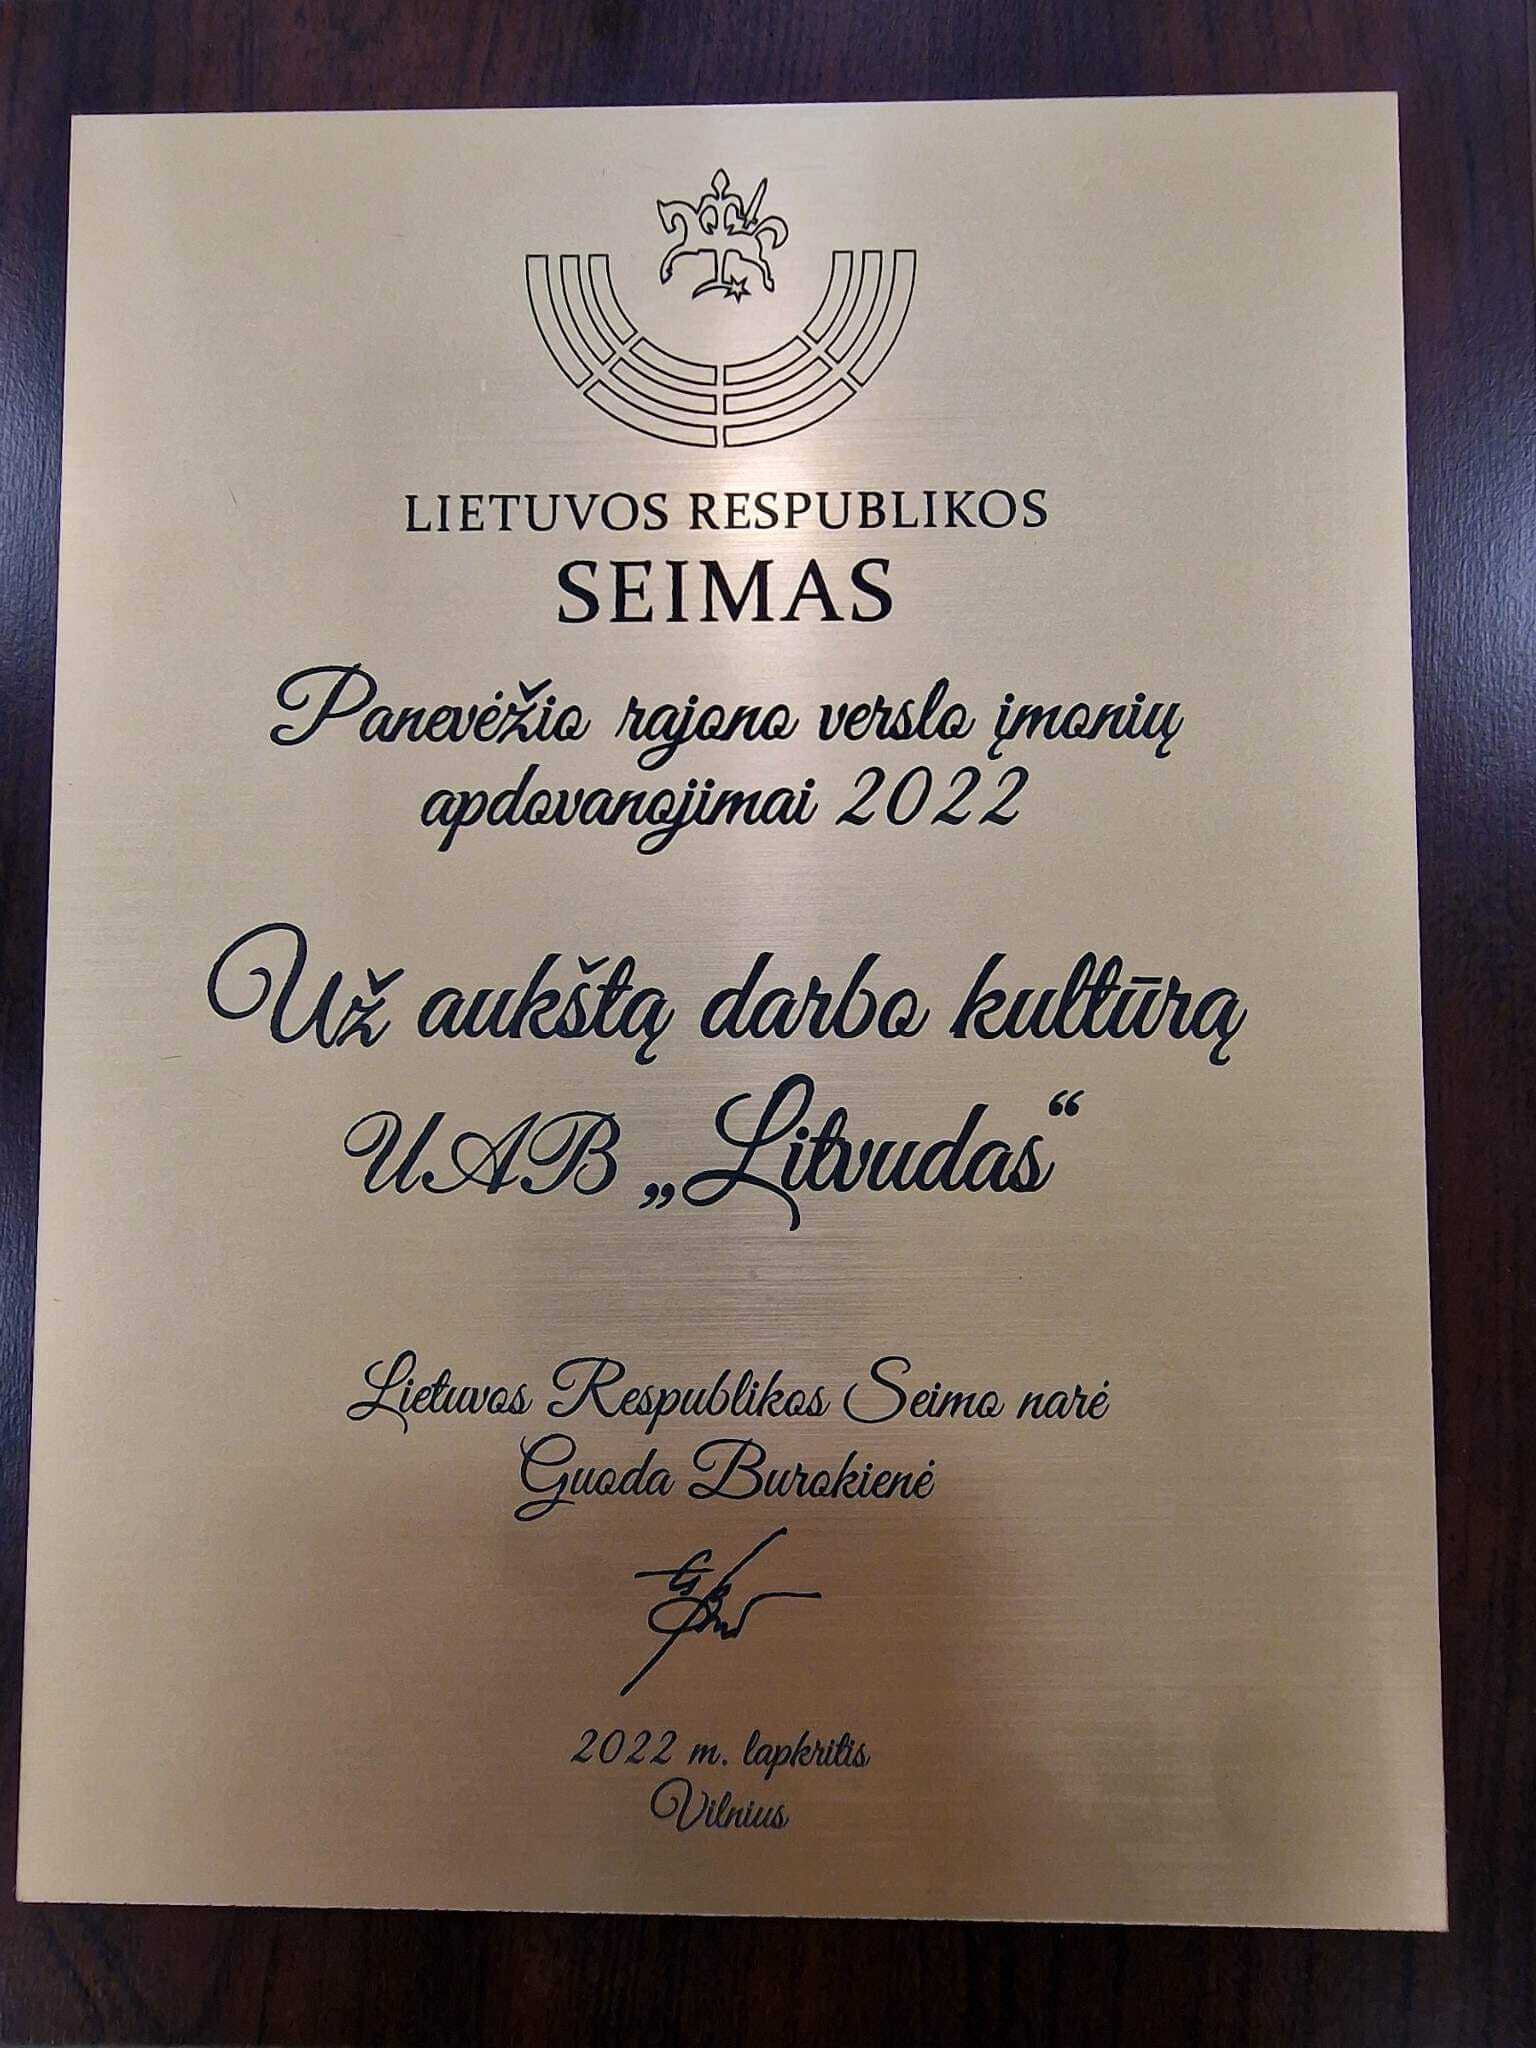 LIETUVOS RESPUBLIKOS
SEIMAS
Panevėžio rajono verslo įmonių
apdovanojimai 2022
Už aukštą darbo kultūrą
UAB „Litvudas“
Lietuvos Respublikos Seimo narė
Guoda Burokienė
2022 m. lapkritis
Vilnius